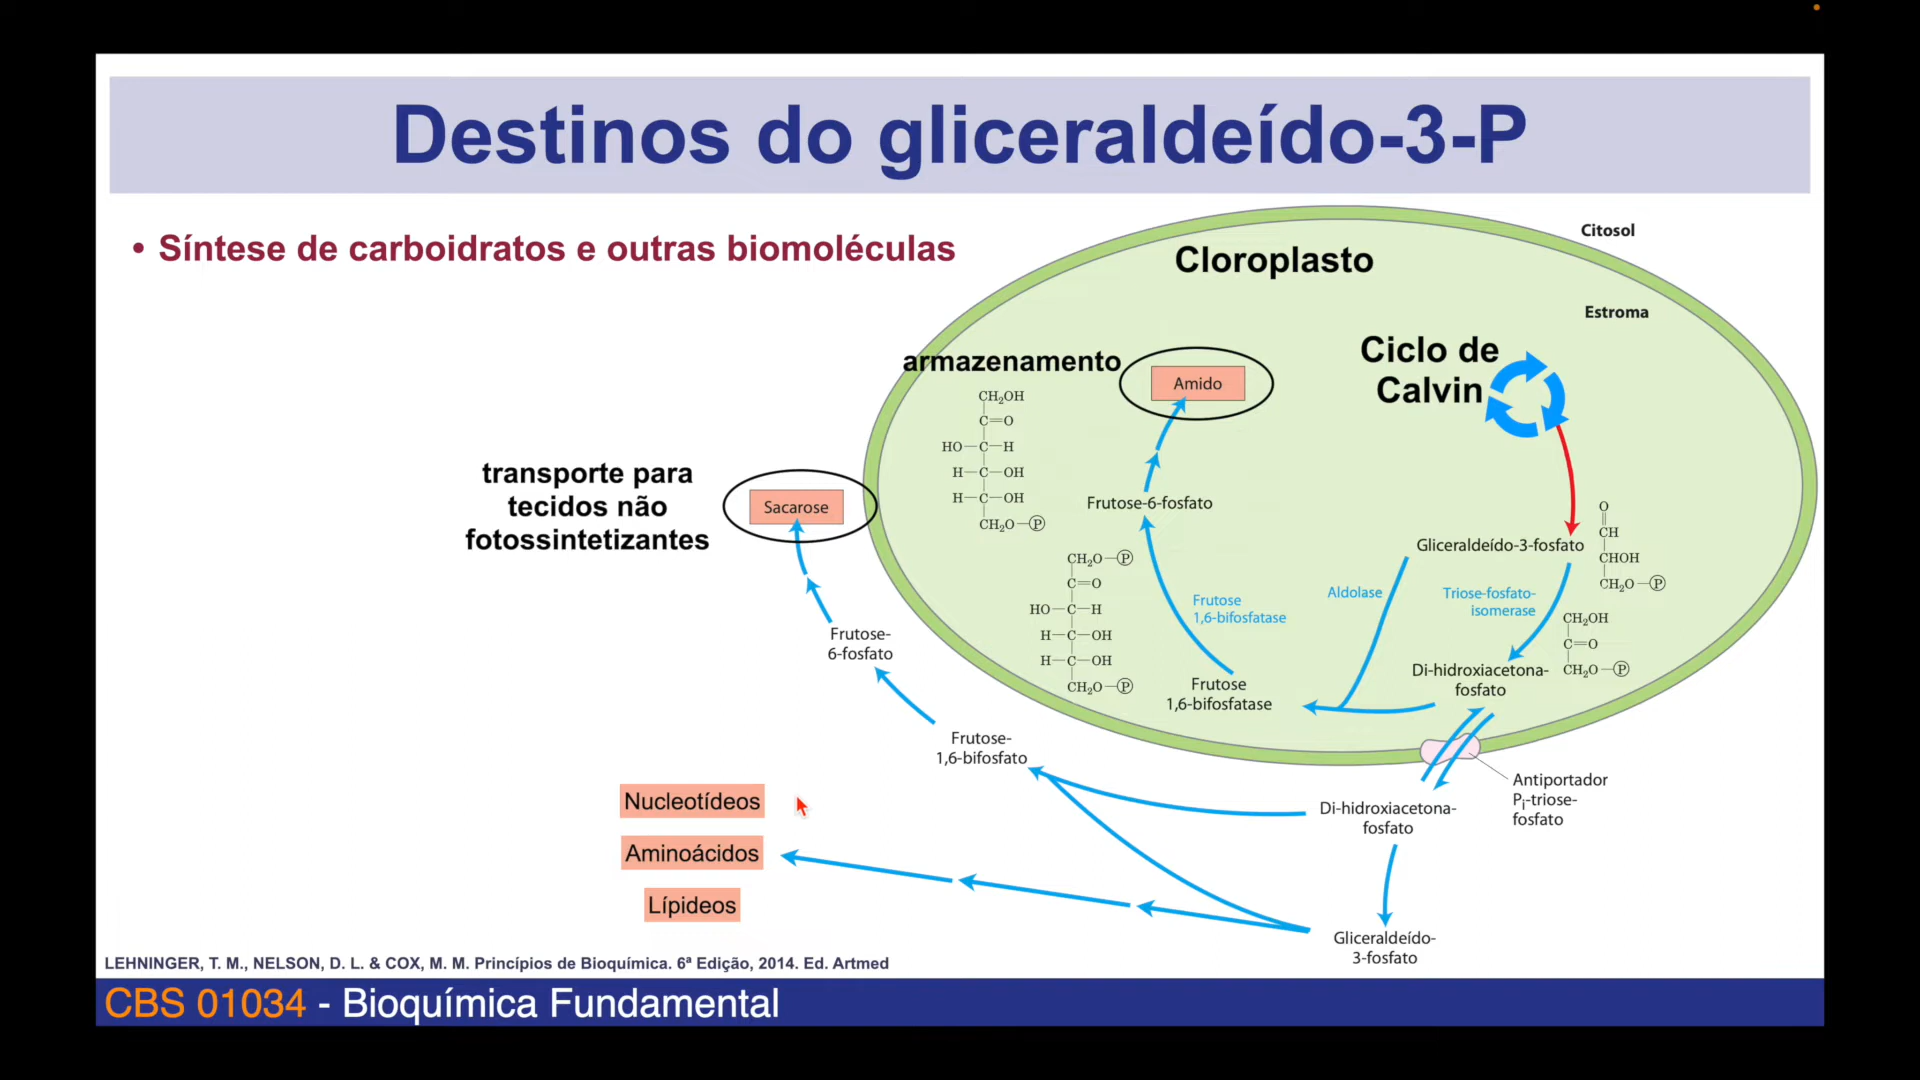 Destinos do gliceraldeído-3-P
• Síntese de carboidratos e outras biomoléculas
Citosol
Cloroplasto
Estroma
Ciclo de
Calvin
armazenamento
Amido
CH₂OH
C=O
HO—C—H
H—C—OH
H—C—OH
CH₂O—Ⓟ
transporte para
tecidos não
fotossintetizantes
Sacarose
Frutose-6-fosfato
Gliceraldeído-3-fosfato
O
CH
CHOH
CH₂O—Ⓟ
CH₂O—Ⓟ
C=O
HO—C—H
H—C—OH
H—C—OH
CH₂O—Ⓟ
Frutose
1,6-bifosfatase
Aldolase
Triose-fosfato-
isomerase
CH₂OH
C=O
CH₂O—Ⓟ
Frutose-
6-fosfato
Frutose
1,6-bifosfatase
Di-hidroxiacetona-
fosfato
Frutose-
1,6-bifosfato
Antiportador
Pi-triose-
fosfato
Di-hidroxiacetona-
fosfato
Nucleotídeos
Aminoácidos
Lípideos
Gliceraldeído-
3-fosfato
LEHNINGER, T. M., NELSON, D. L. & COX, M. M. Princípios de Bioquímica. 6ª Edição, 2014. Ed. Artmed
CBS 01034 - Bioquímica Fundamental